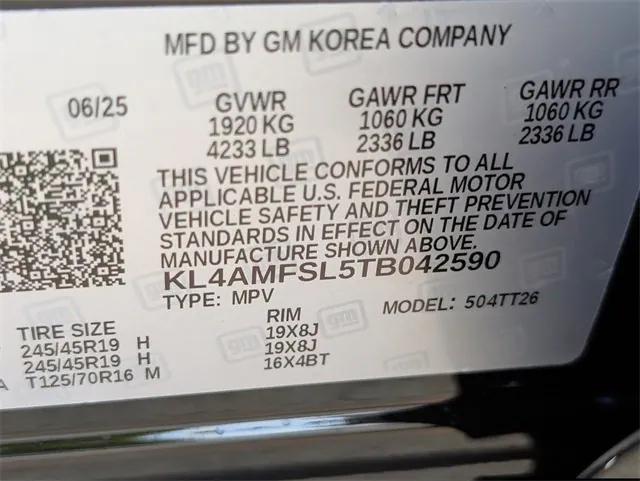 MFD BY GM KOREA COMPANY
06/25 GVWR GAWR FRT GAWR RR
1920 KG 1060 KG 1060 KG
4233 LB 2336 LB 2336 LB
THIS VEHICLE CONFORMS TO ALL
APPLICABLE U.S. FEDERAL MOTOR
VEHICLE SAFETY AND THEFT PREVENTION
STANDARDS IN EFFECT ON THE DATE OF
MANUFACTURE SHOWN ABOVE.
KL4AMFSL5TB042590
TYPE: MPV MODEL: 504TT26
TIRE SIZE RIM
245/45R19 H 19X8J
245/45R19 H 19X8J
T125/70R16 M 16X4BT